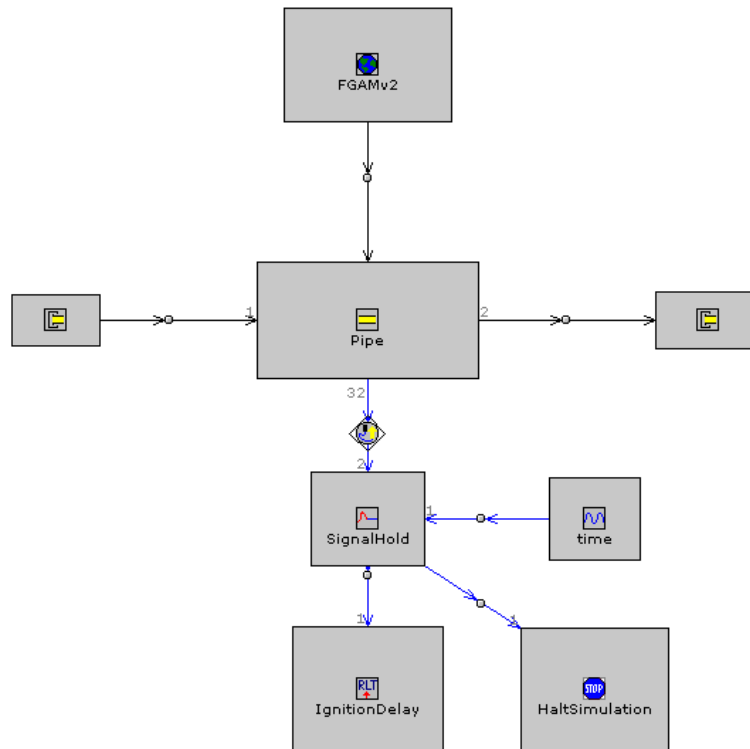 FGAMv2
1
2
Pipe
32
2
1
SignalHold
time
1
1
RLT
STOP
IgnitionDelay
HaltSimulation